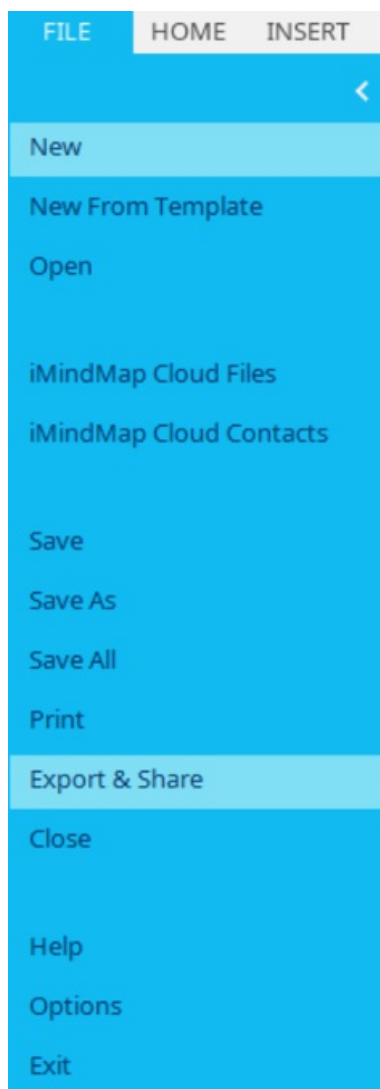 FILE HOME INSERT
New
New From Template
Open
iMindMap Cloud Files
iMindMap Cloud Contacts
Save
Save As
Save All
Print
Export & Share
Close
Help
Options
Exit